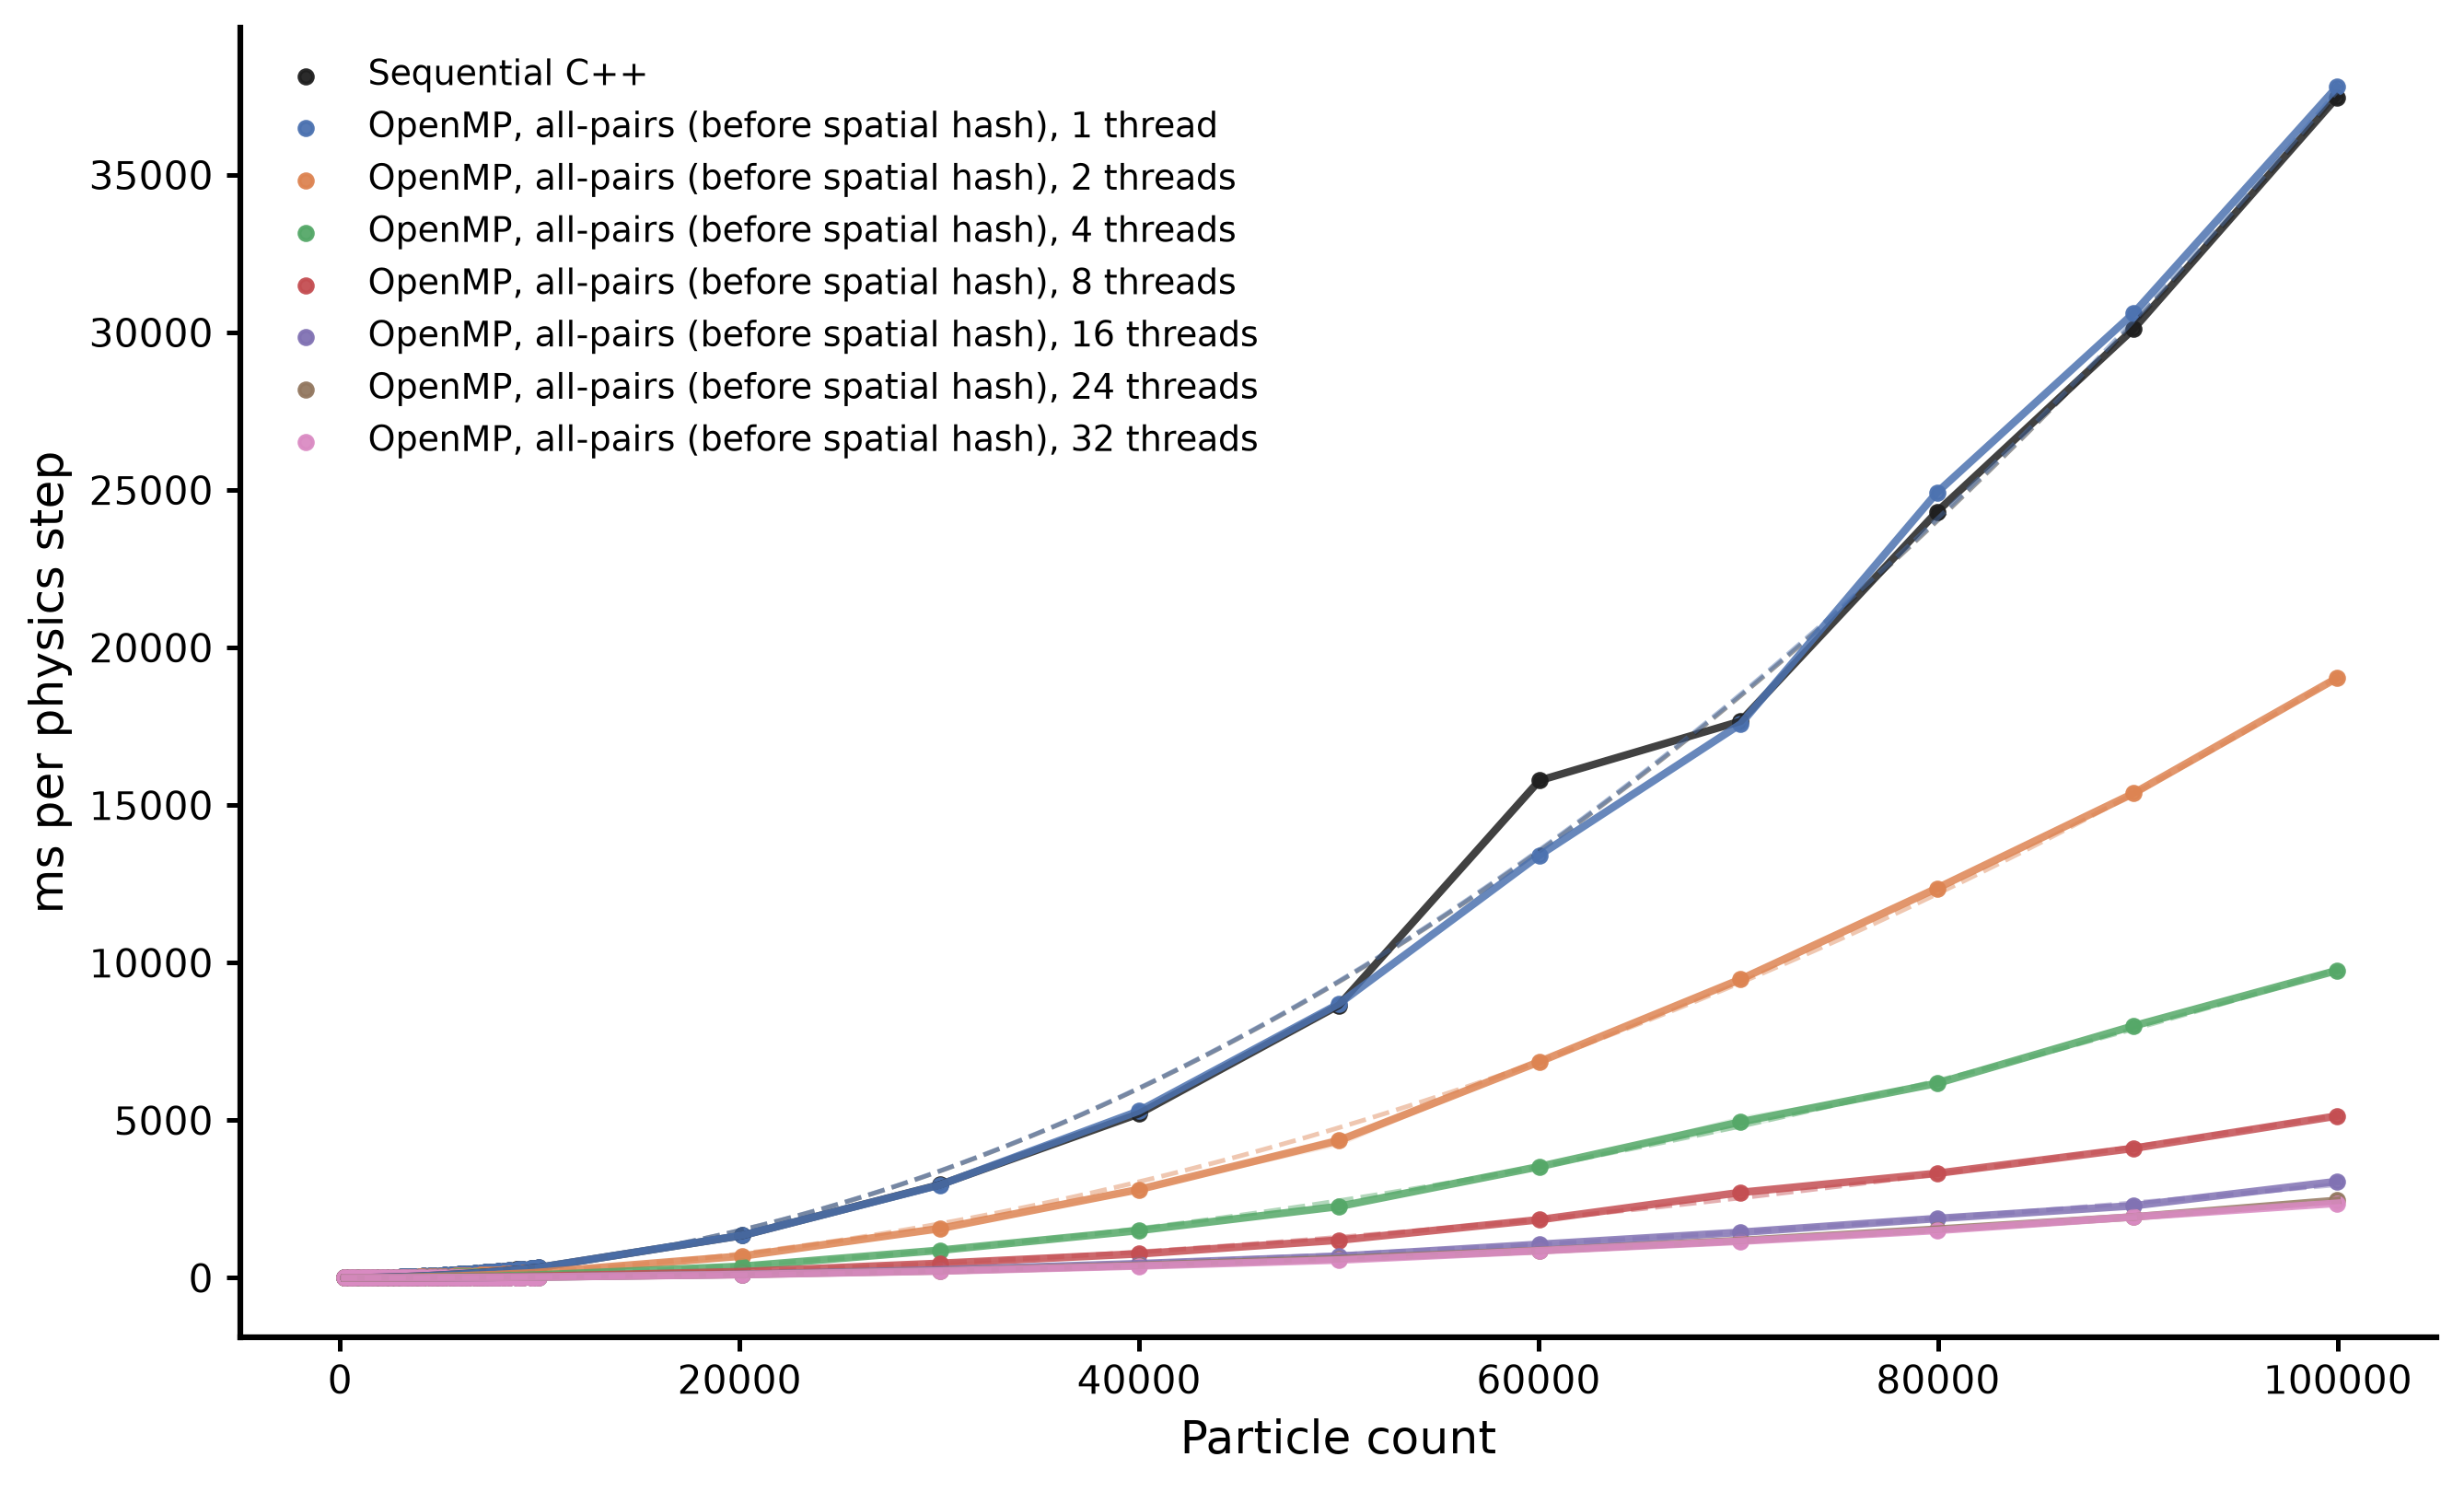 Sequential C++
OpenMP, all-pairs (before spatial hash), 1 thread
OpenMP, all-pairs (before spatial hash), 2 threads
OpenMP, all-pairs (before spatial hash), 4 threads
OpenMP, all-pairs (before spatial hash), 8 threads
OpenMP, all-pairs (before spatial hash), 16 threads
OpenMP, all-pairs (before spatial hash), 24 threads
OpenMP, all-pairs (before spatial hash), 32 threads
ms per physics step
35000
30000
25000
20000
15000
10000
5000
0
0 20000 40000 60000 80000 100000
Particle count